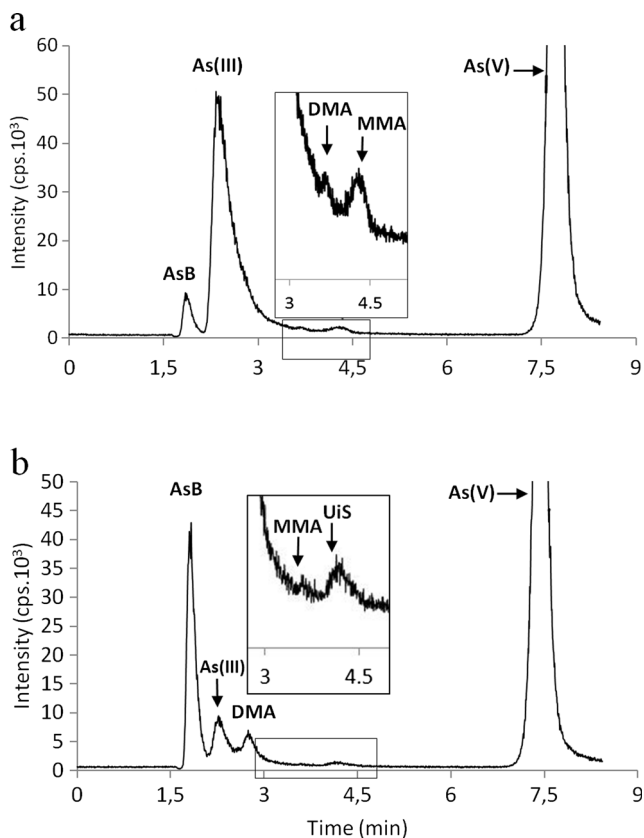 a
60
50
40
30
20
10
0
Intensity (cps.10³)
As(III)
As(V)
AsB
DMA
MMA
3
4.5
0
1,5
3
4,5
6
7,5
9
b
50
45
40
35
30
25
20
15
10
5
0
Intensity (cps.10³)
AsB
As(V)
As(III)
DMA
MMA
UiS
3
4.5
0
1,5
3
4,5
6
7,5
9
Time (min)